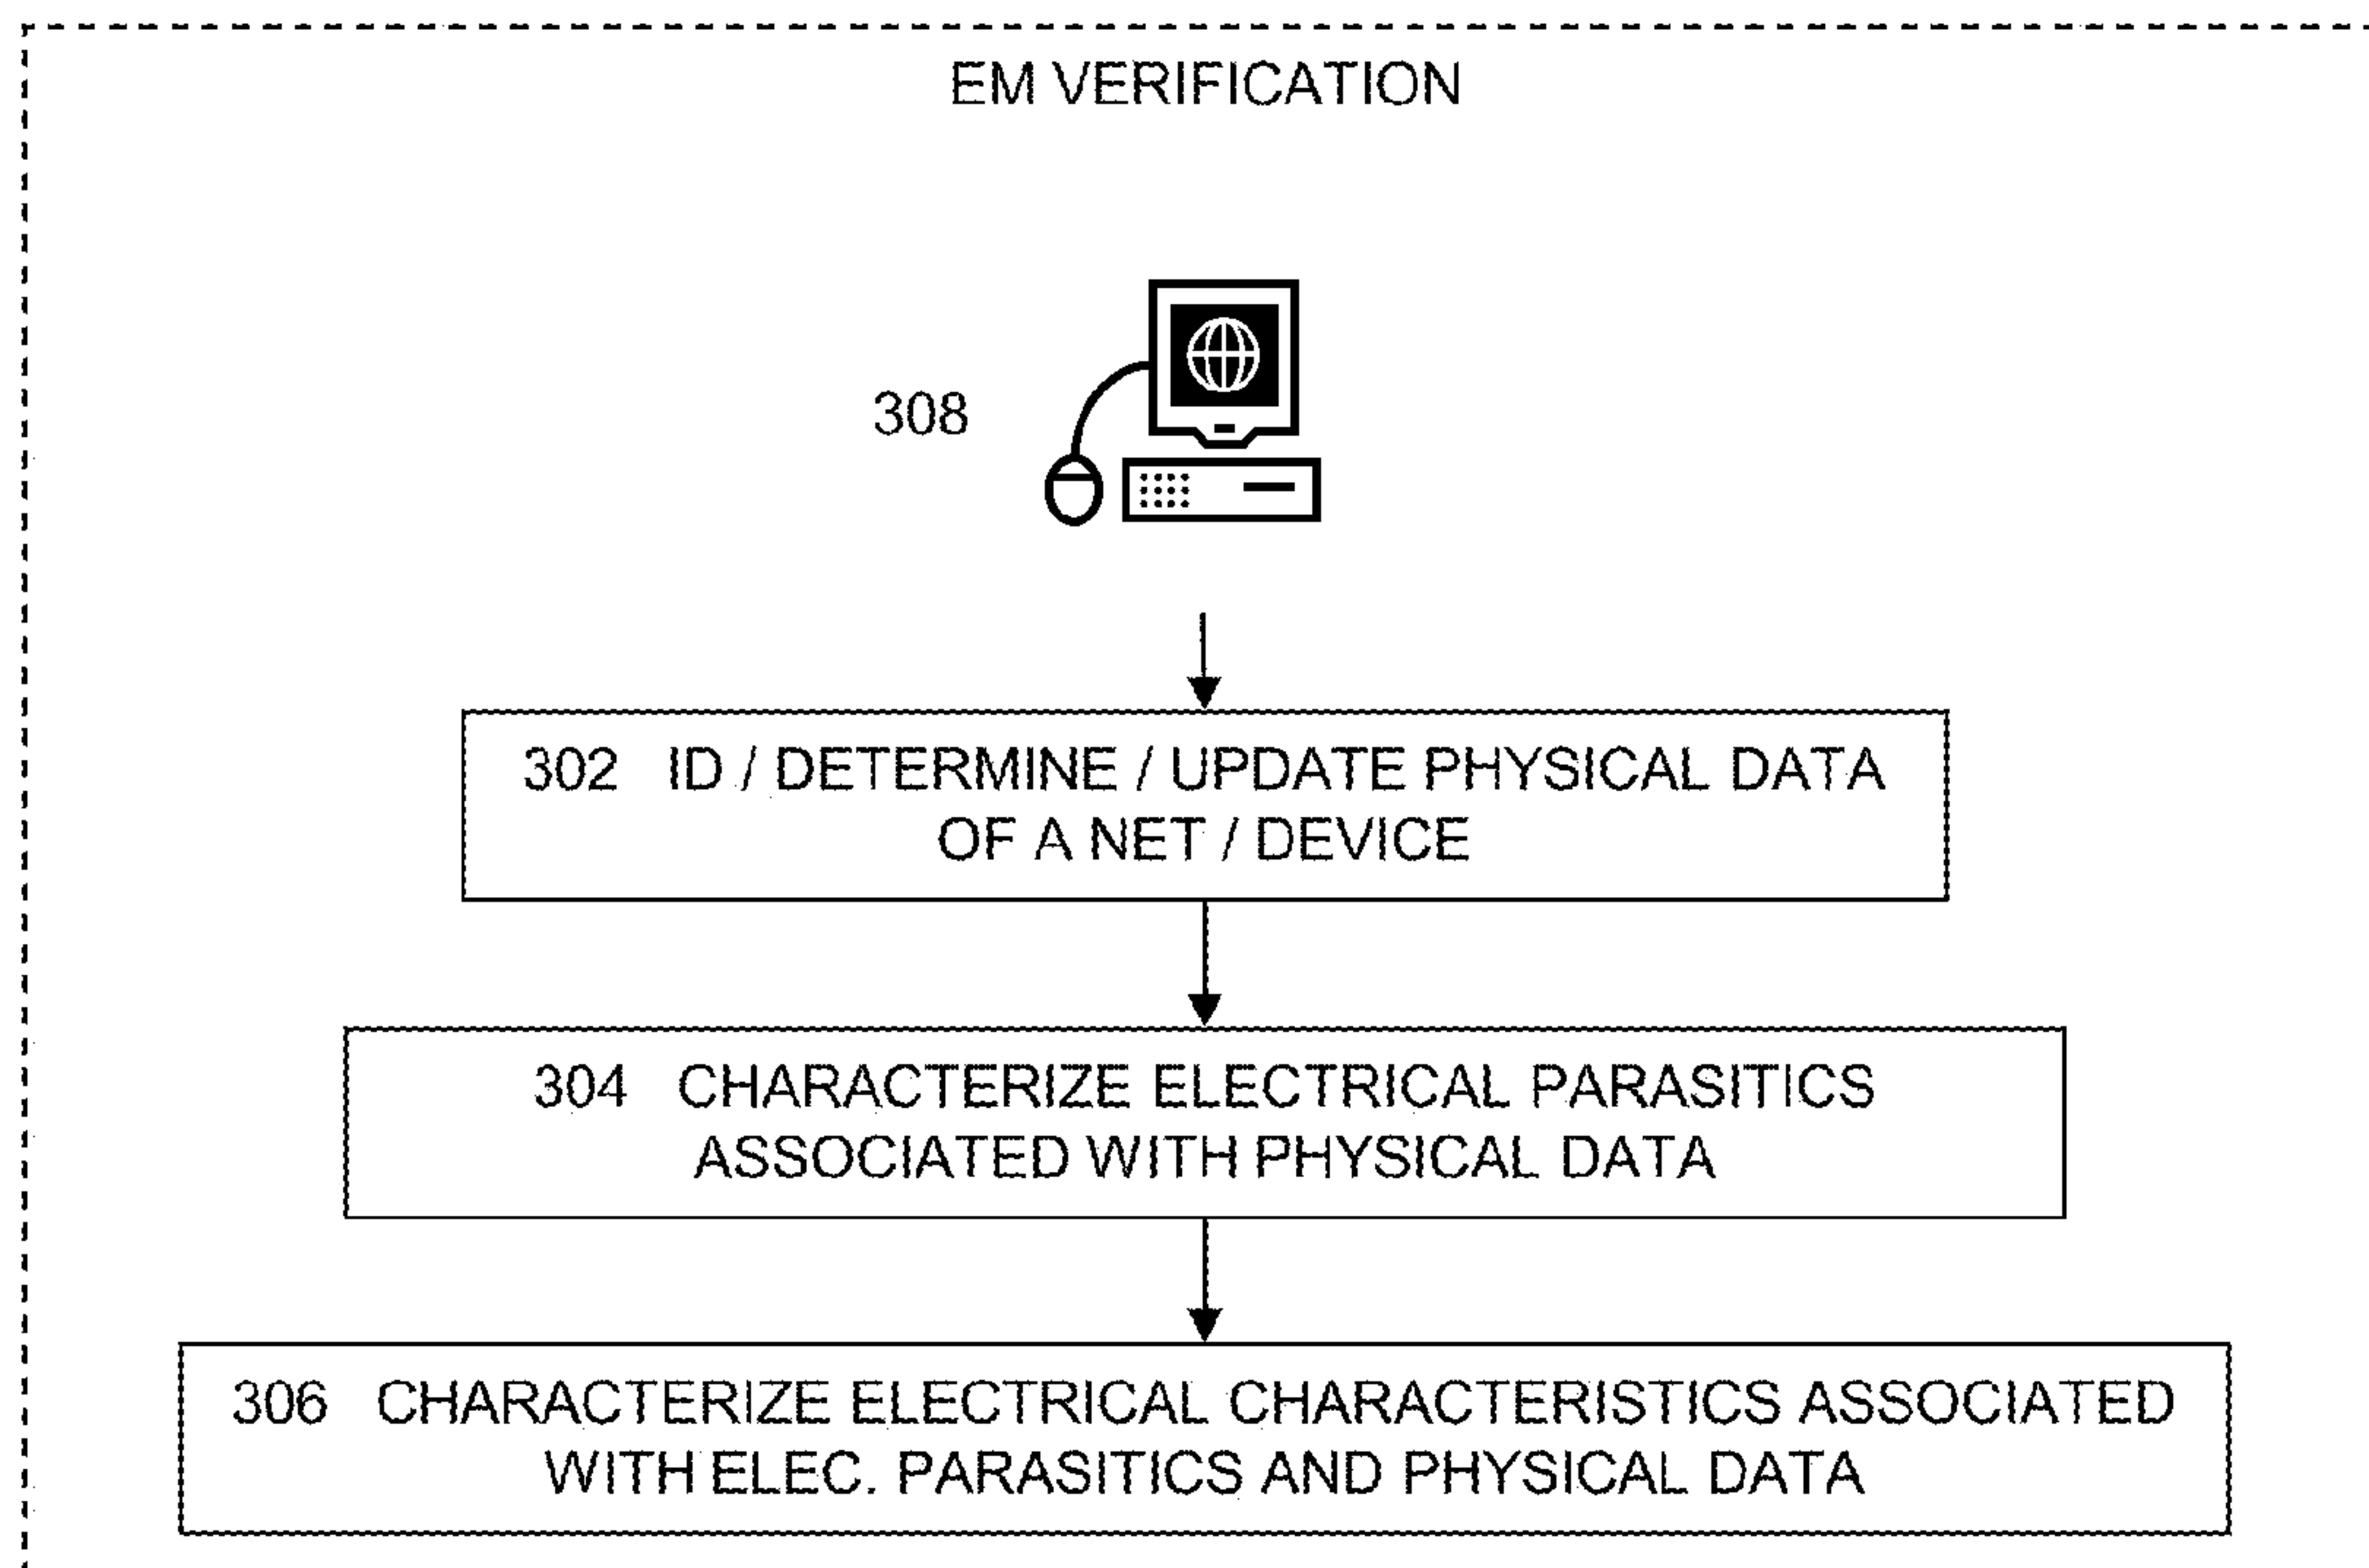 EM VERIFICATION
308
302 ID / DETERMINE / UPDATE PHYSICAL DATA
OF A NET / DEVICE
304 CHARACTERIZE ELECTRICAL PARASITICS
ASSOCIATED WITH PHYSICAL DATA
306 CHARACTERIZE ELECTRICAL CHARACTERISTICS ASSOCIATED
WITH ELEC. PARASITICS AND PHYSICAL DATA